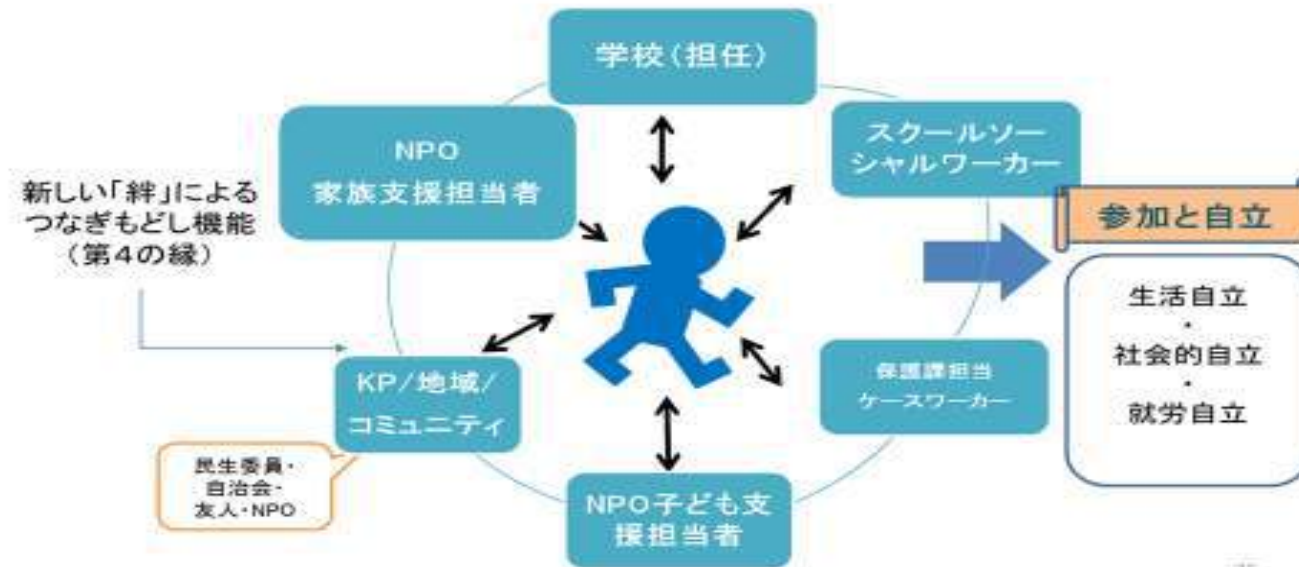 学校(担任)
NPO
家族支援担当者
スクールソー
シャルワーカー
新しい「絆」による
つなぎもどし機能
(第4の縁)
参加と自立
生活自立
・
社会的自立
・
就労自立
保護課担当
ケースワーカー
KP/地域/
コミュニティ
民生委員・
自治会・
友人・NPO
NPO子ども支
援担当者